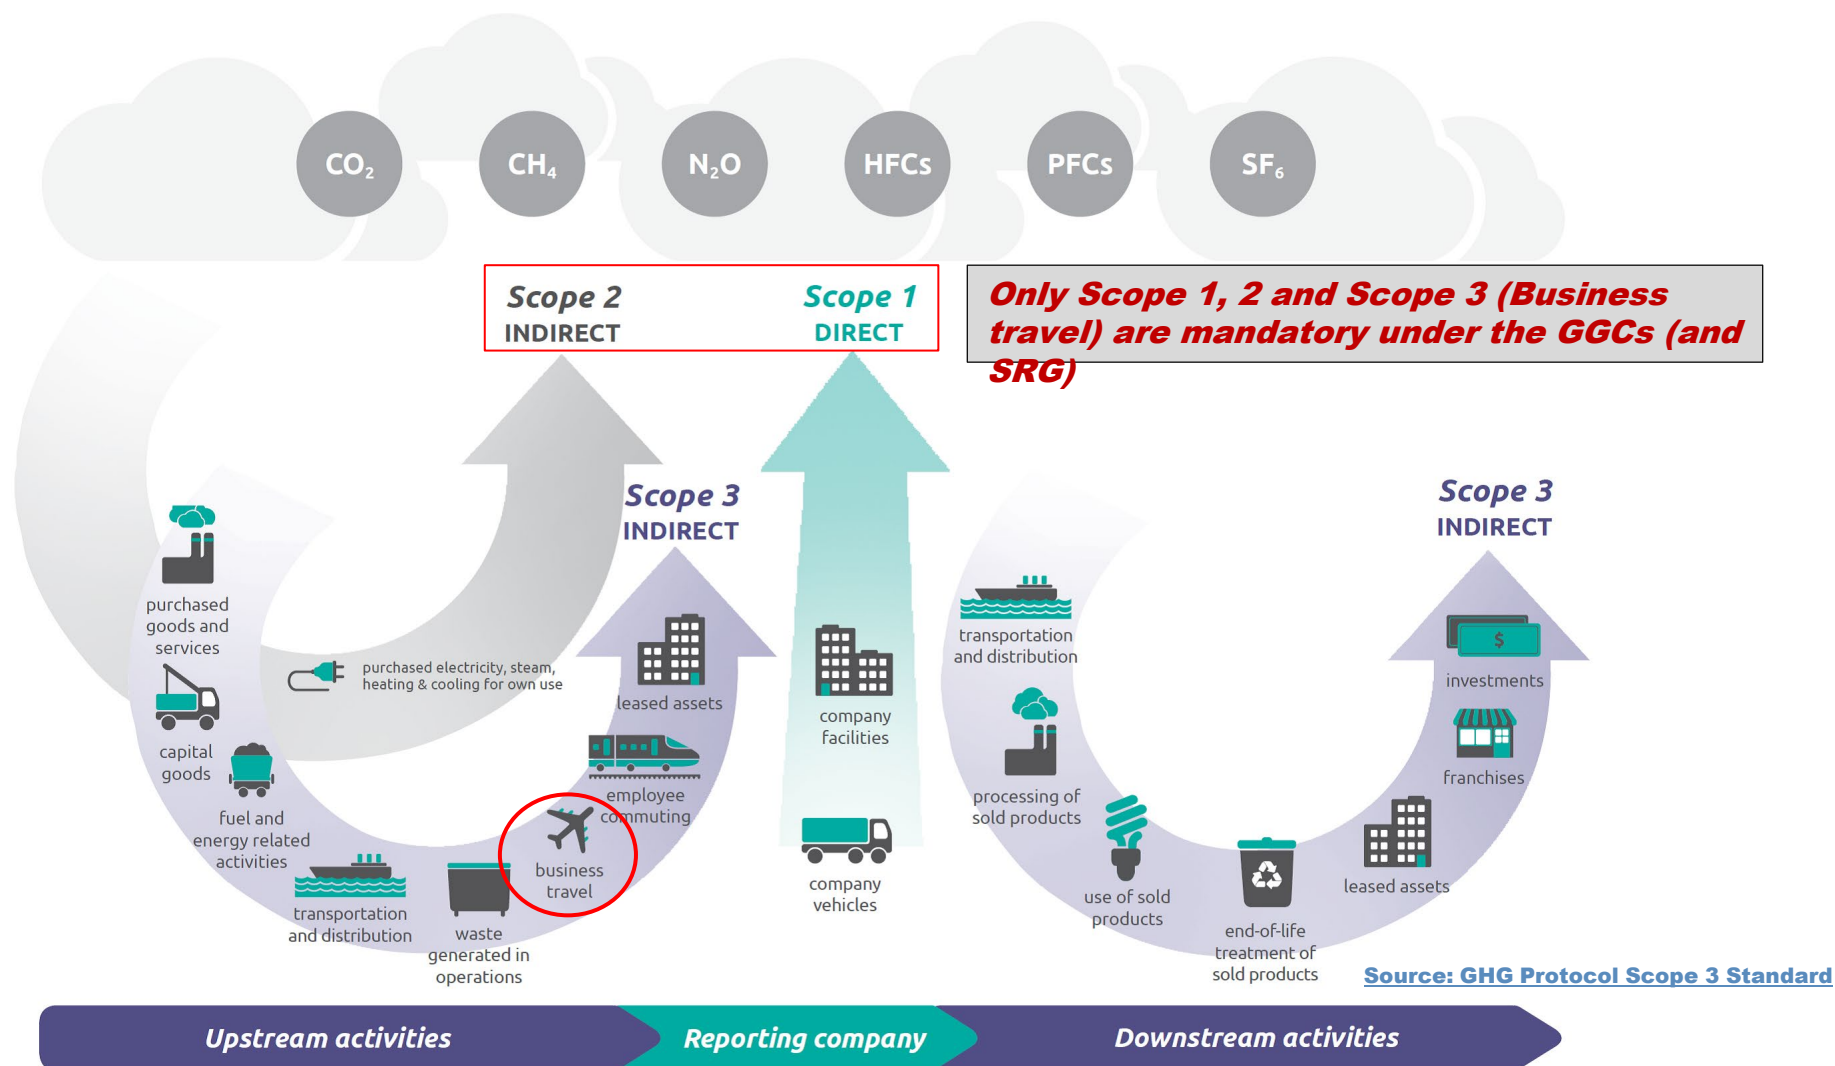 CO₂
CH₄
N₂O
HFCs
PFCs
SF₆
Scope 2
INDIRECT
Scope 1
DIRECT
Only Scope 1, 2 and Scope 3 (Business
travel) are mandatory under the GGCs (and
SRG)
Scope 3
INDIRECT
Scope 3
INDIRECT
purchased
goods and
services
capital
goods
fuel and
energy related
activities
purchased electricity, steam,
heating & cooling for own use
transportation
and distribution
waste
generated in
operations
business
travel
employee
commuting
leased assets
company
facilities
company
vehicles
transportation
and distribution
processing of
sold products
use of sold
products
end-of-life
treatment of
sold products
leased assets
franchises
$
investments
Source: GHG Protocol Scope 3 Standard
Upstream activities
Reporting company
Downstream activities